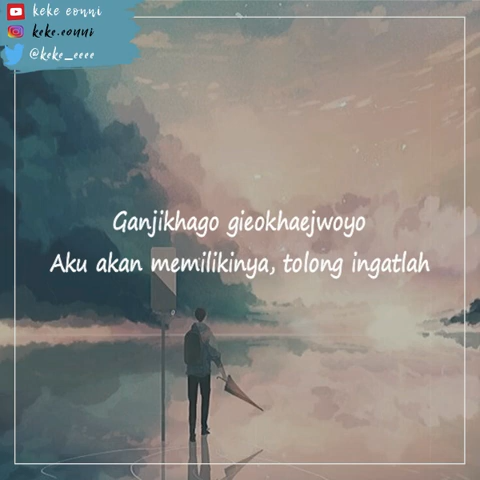 keke eonni
keke.eonni
@keke_eeee
Ganjikhago gieokhaejwoyo
Aku akan memilikinya, tolong ingatlah